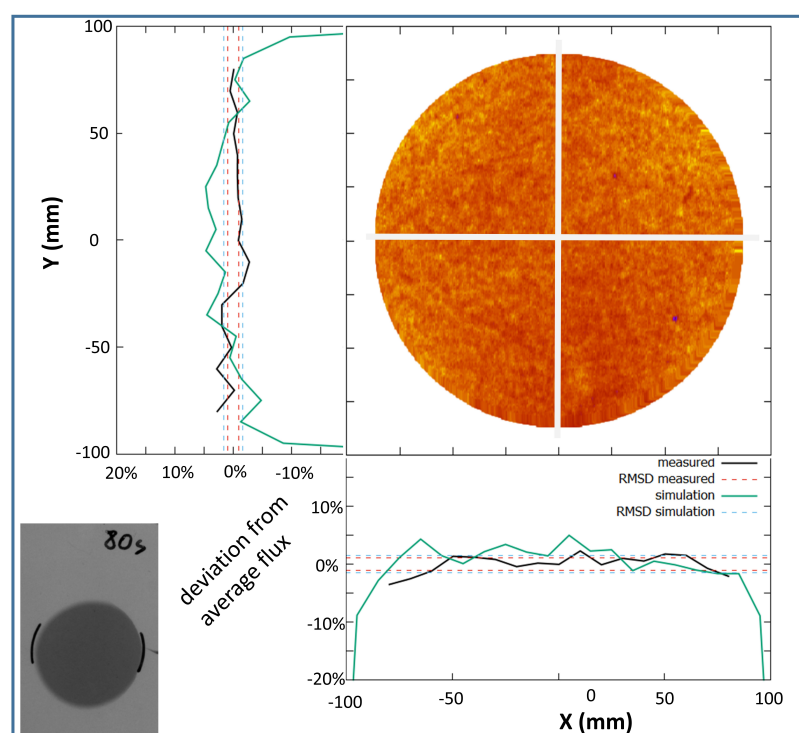 100
50
0
-50
-100
Y (mm)
20%
10%
0%
-10%
deviation from
average flux
measured
RMSD measured
simulation
RMSD simulation
10%
0%
-10%
-20%
-100
-50
0
50
100
X (mm)
80s